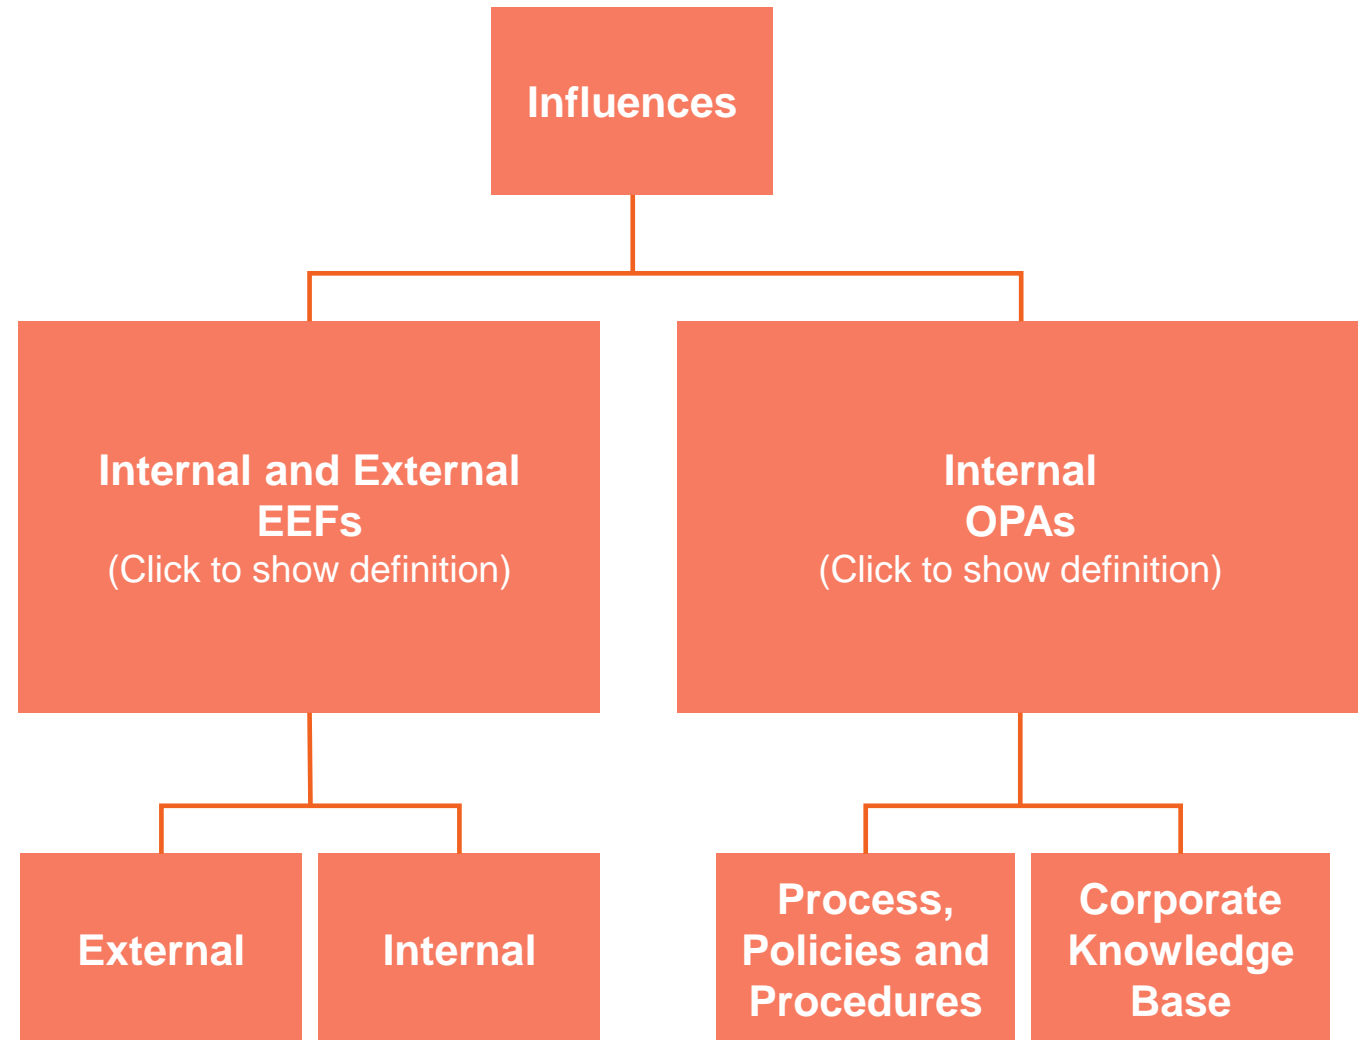 Influences
Internal and External
EEFs
(Click to show definition)
Internal
OPAs
(Click to show definition)
External
Internal
Process,
Policies and
Procedures
Corporate
Knowledge
Base